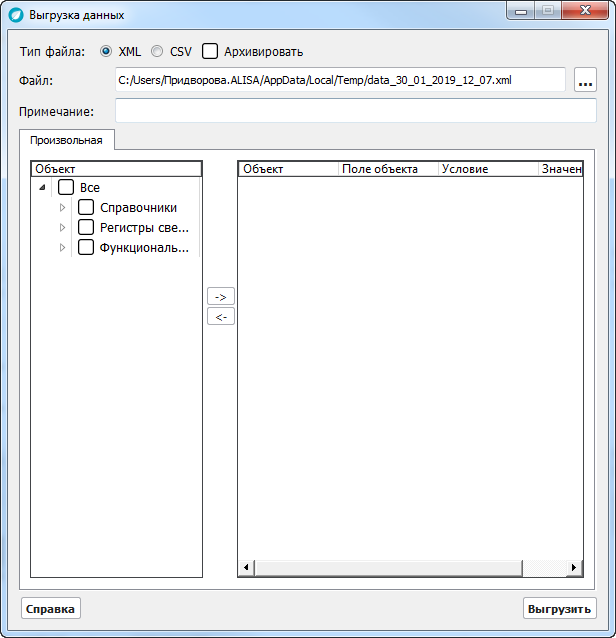 Выгрузка данных
Тип файла: XML CSV Архивировать
Файл: C:/Users/Придворова.ALISA/AppData/Local/Temp/data_30_01_2019_12_07.xml ...
Примечание:
Произвольная
Объект
Все
Справочники
Регистры све...
Функциональ...
->
<-
Объект Поле объекта Условие Значен
Справка Выгрузить